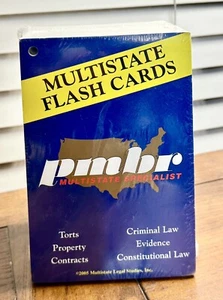 MULTISTATE
FLASH CARDS
pmbr
MULTISTATE SPECIALIST
Torts
Property
Contracts
Criminal Law
Evidence
Constitutional Law
©2005 Multistate Legal Studies, Inc.